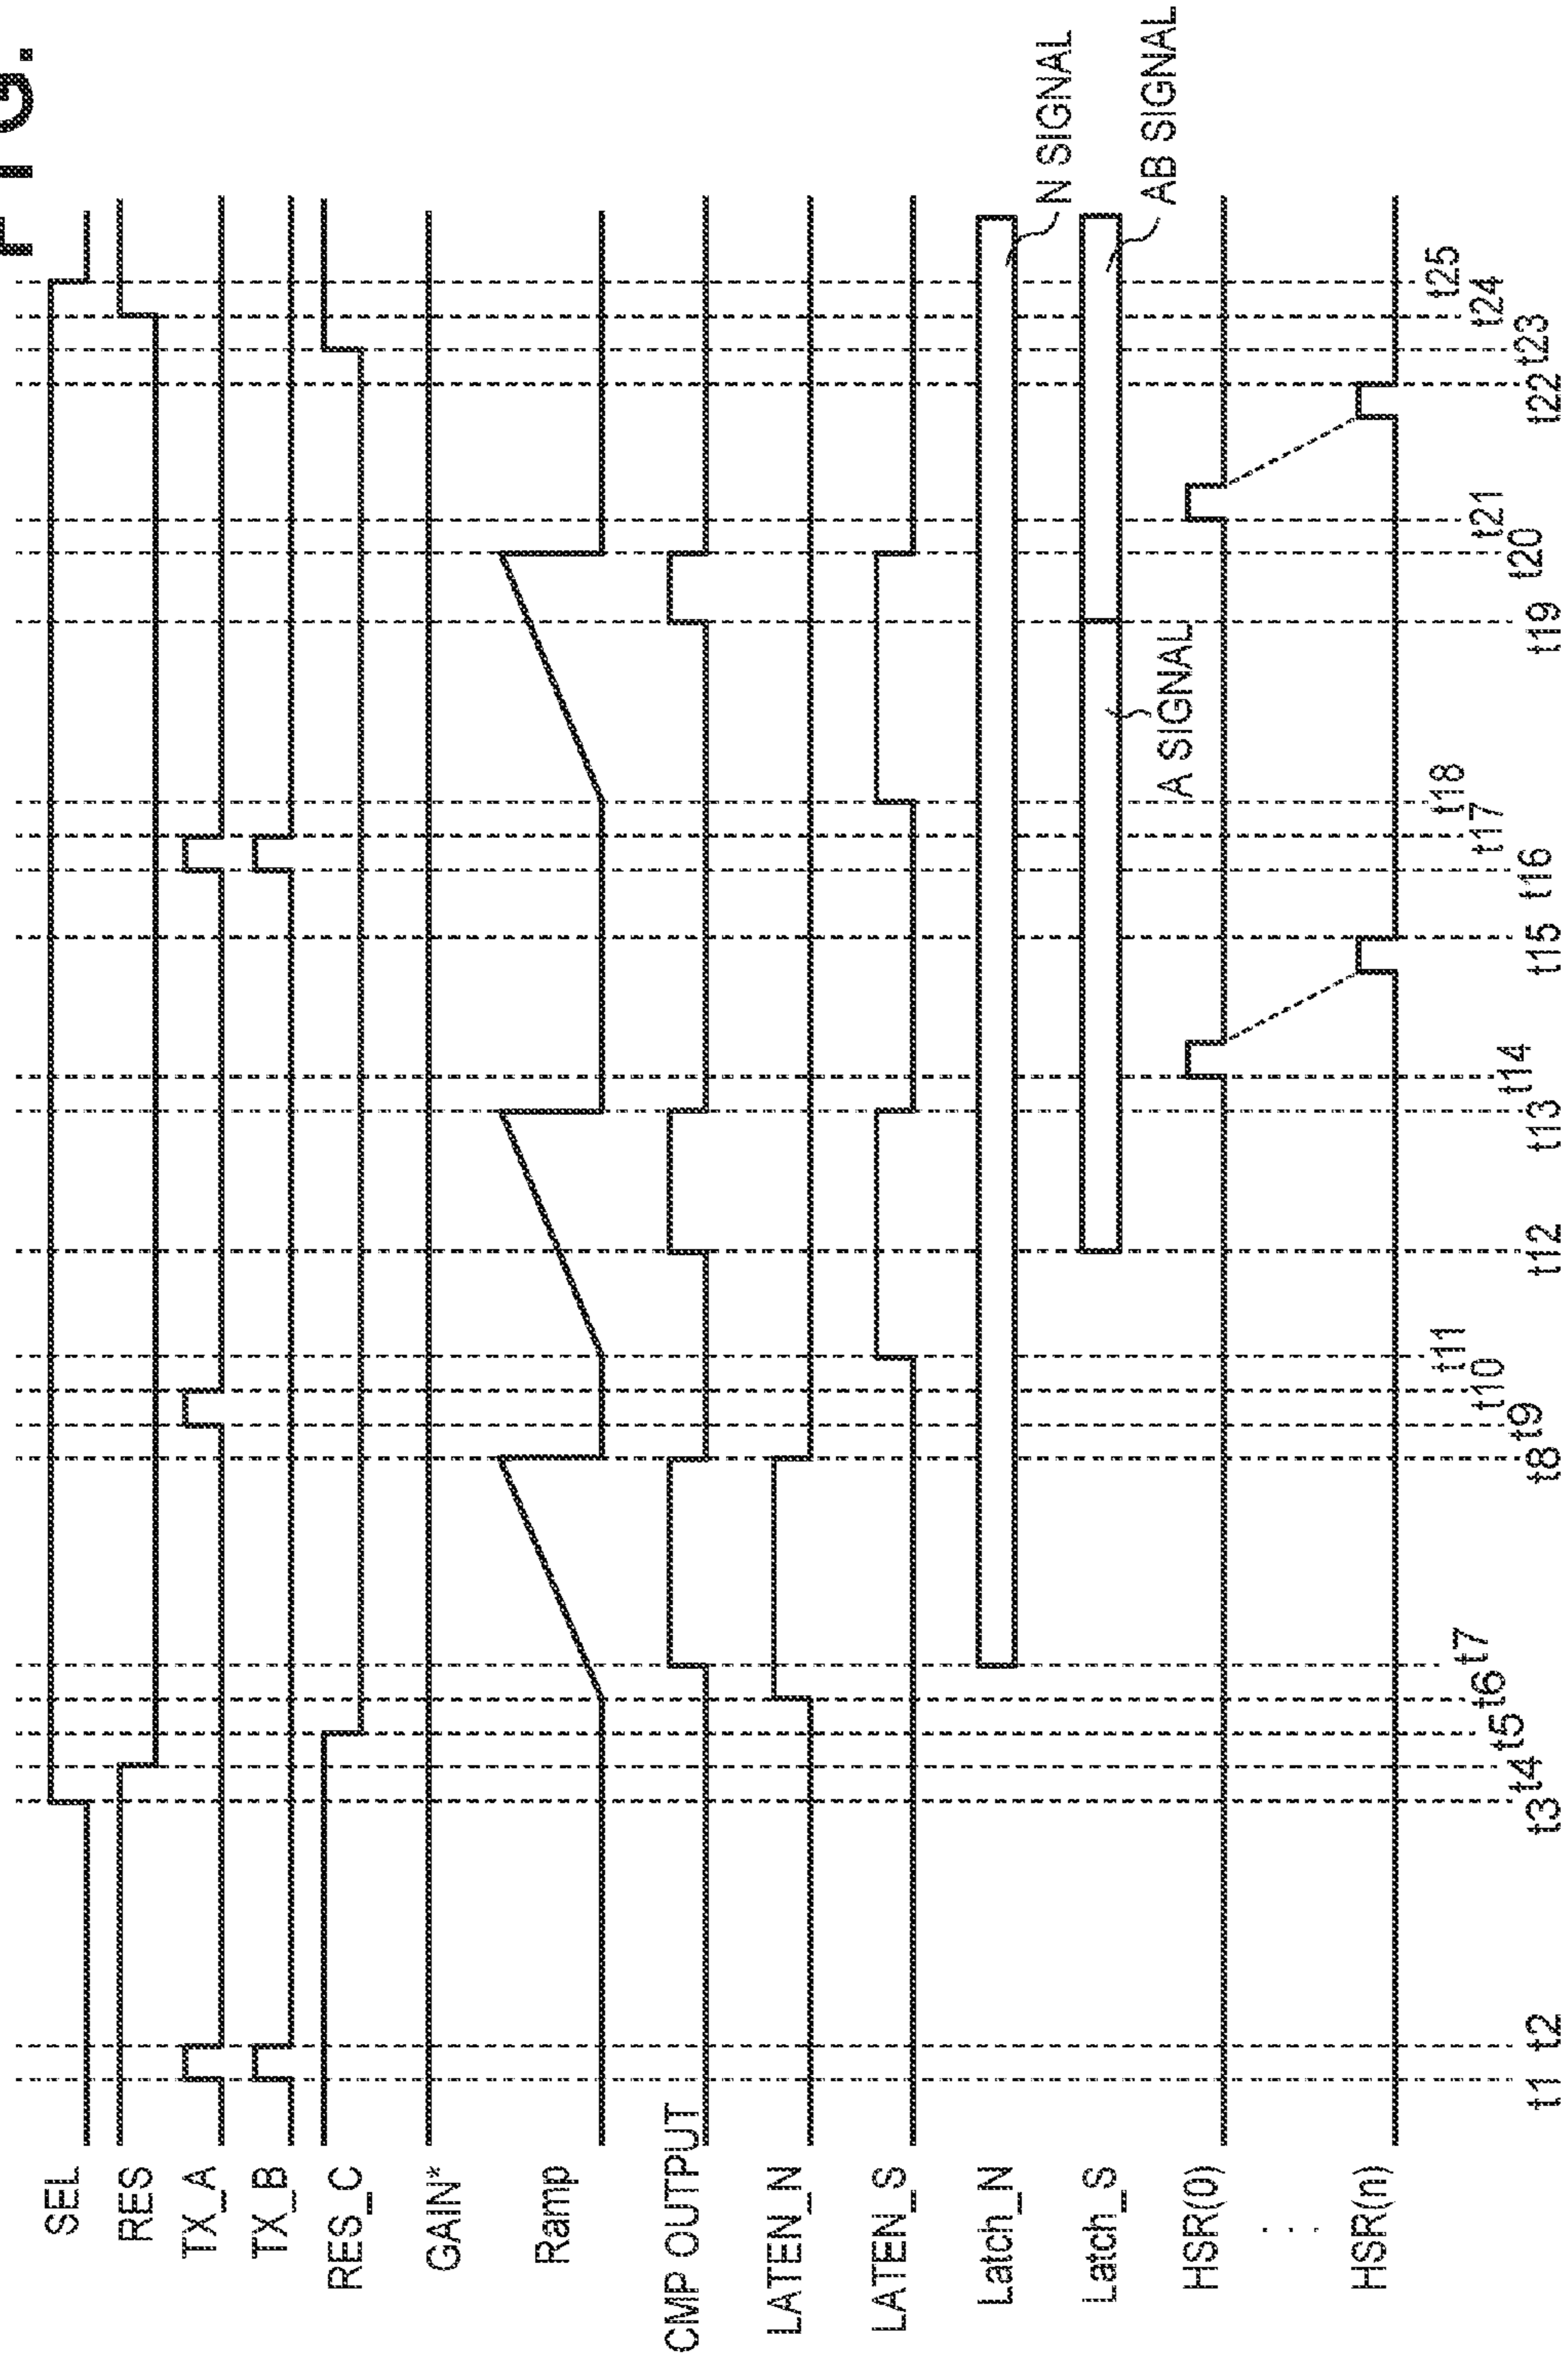 FIG.
SEL
RES
TX_A
TX_B
RES_C
GAIN*
Ramp
CMP OUTPUT
LATEN_N
LATEN_S
Latch_N
N SIGNAL
Latch_S
A SIGNAL
AB SIGNAL
HSR(0)
HSR(n)
t1 t2 t3 t4 t5 t6 t7 t8 t9 t10 t11 t12 t13 t14 t15 t16 t17 t18 t19 t20 t21 t22 t23 t24 t25